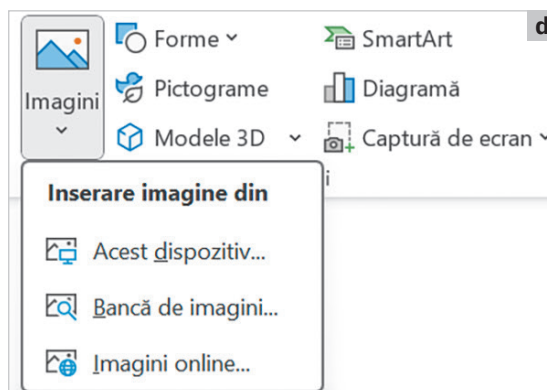 d
Imagini
Forme
Pictograme
Modele 3D
SmartArt
Diagramă
Captură de ecran
i
Inserare imagine din
Acest dispozitiv...
Bancă de imagini...
Imagini online...